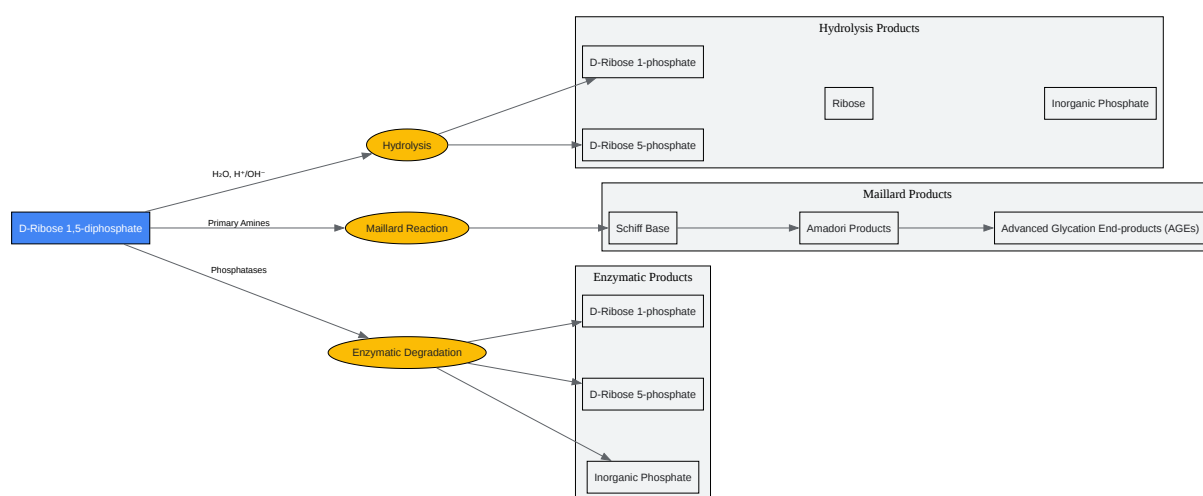 Hydrolysis Products
D-Ribose 1-phosphate
Ribose
Inorganic Phosphate
Hydrolysis
D-Ribose 5-phosphate
H₂O, H⁺/OH⁻
Maillard Products
D-Ribose 1,5-diphosphate
Primary Amines
Maillard Reaction
Schiff Base
Amadori Products
Advanced Glycation End-products (AGEs)
Phosphatases
Enzymatic Products
D-Ribose 1-phosphate
Enzymatic Degradation
D-Ribose 5-phosphate
Inorganic Phosphate